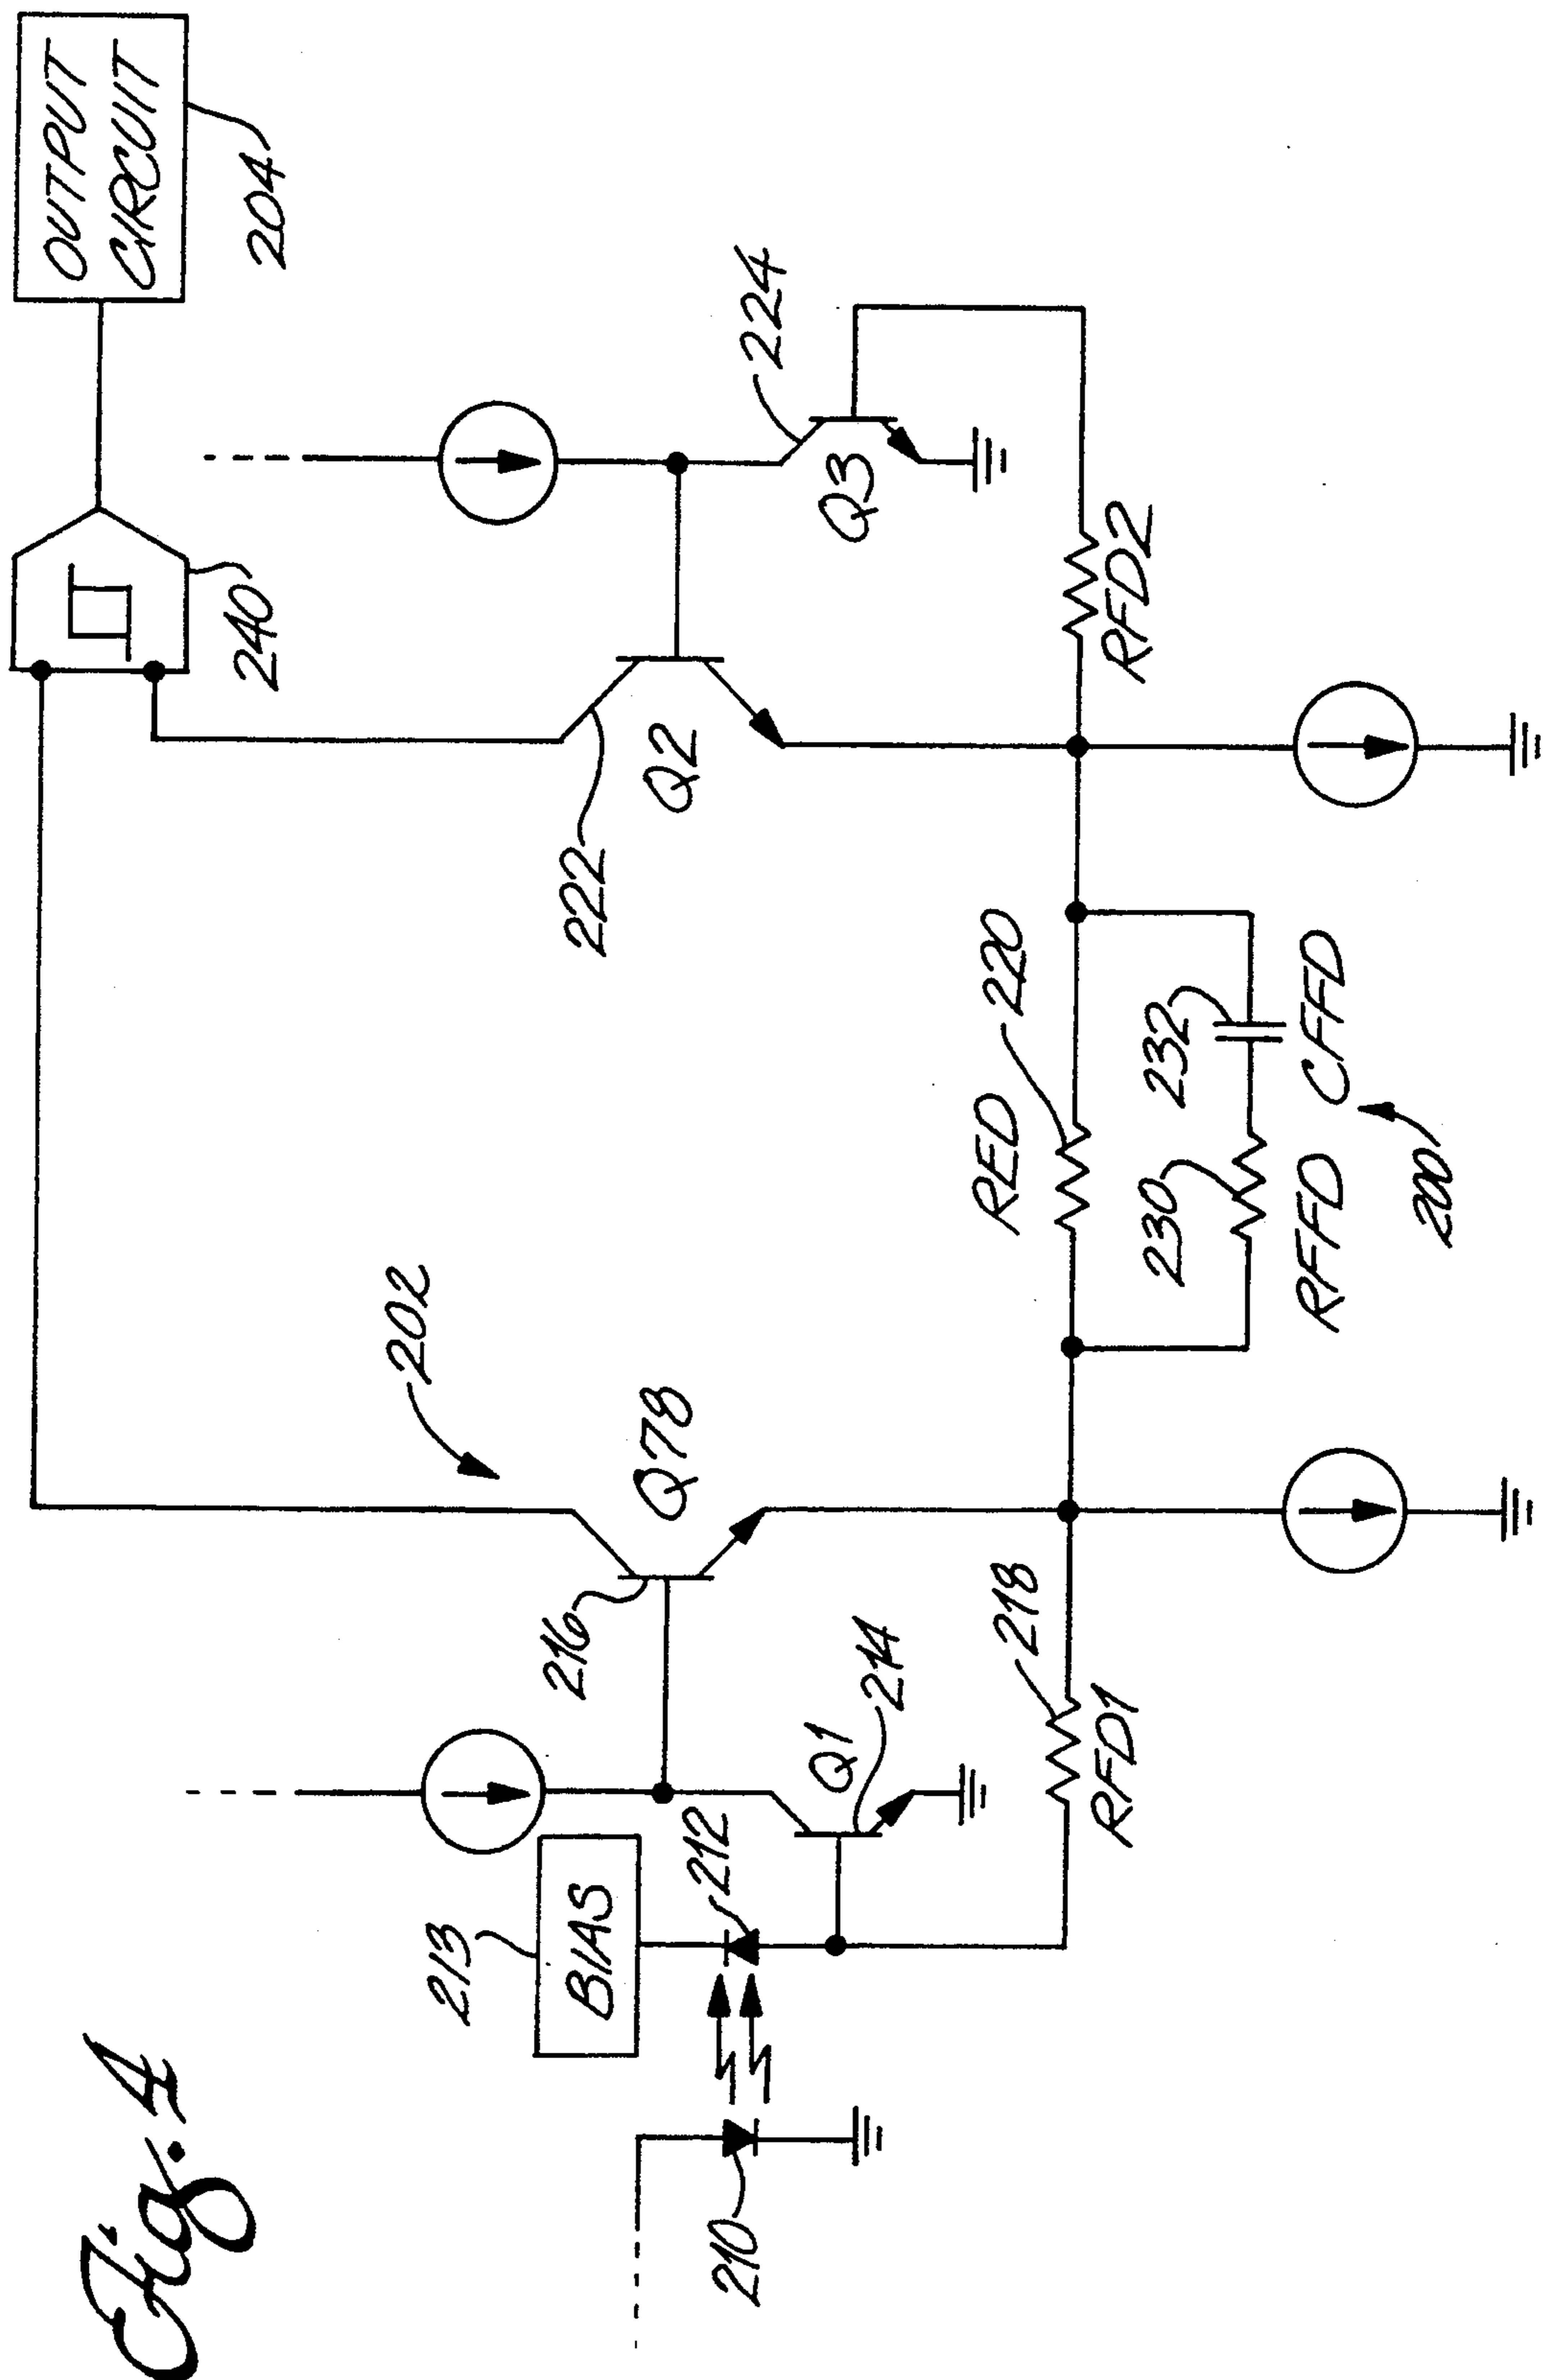 Fig. 4
OUTPUT
CIRCUIT
204
240
202
222
Q2
224
Q3
216
Q78
213
BIAS
212
Q1
214
210
218
RFD1
RED
220
230
232
RFFD
CFFD
200
RFD2